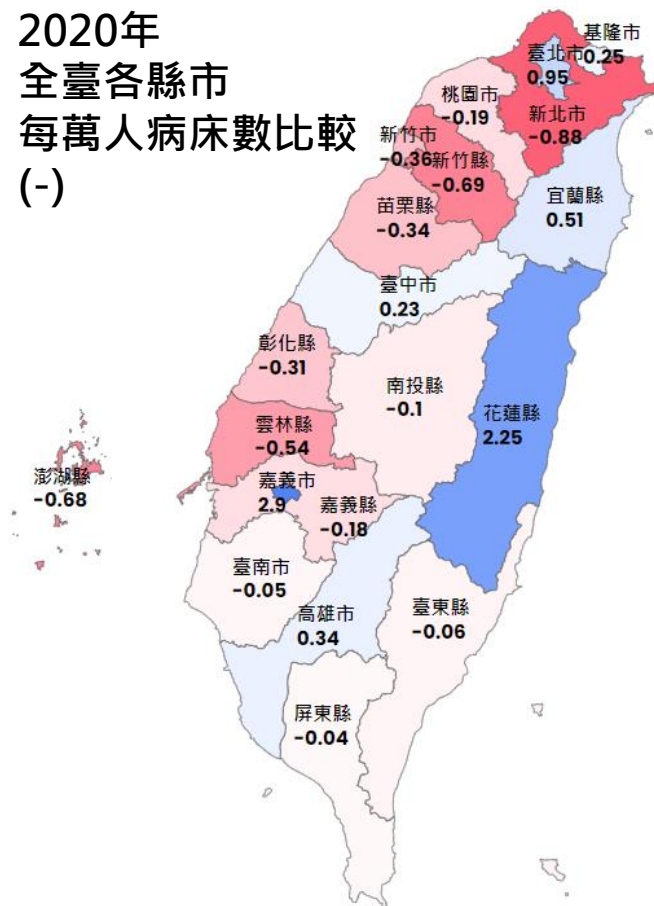 2020年
全臺各縣市
每萬人病床數比較
(-)
基隆市
0.25
臺北市
0.95
桃園市
-0.19
新北市
-0.88
新竹市
-0.36
新竹縣
-0.69
宜蘭縣
0.51
苗栗縣
-0.34
臺中市
0.23
彰化縣
-0.31
南投縣
-0.1
花蓮縣
2.25
雲林縣
-0.54
澎湖縣
-0.68
嘉義市
2.9
嘉義縣
-0.18
臺南市
-0.05
臺東縣
-0.06
高雄市
0.34
屏東縣
-0.04